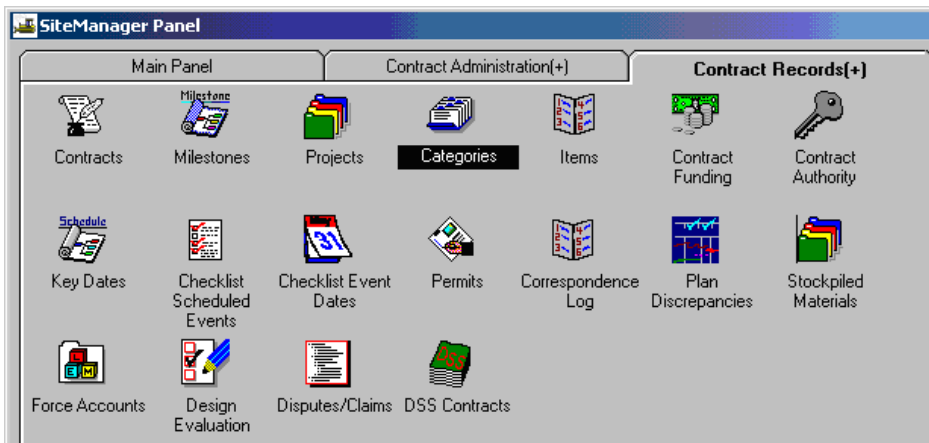 SiteManager Panel
Main Panel
Contract Administration(+)
Contract Records(+)
Milestone
Contracts
Milestones
Projects
Categories
Items
Contract
Funding
Contract
Authority
Schedule
May
31
Key Dates
Checklist
Scheduled
Events
Checklist Event
Dates
Permits
Correspondence
Log
Plan
Discrepancies
Stockpiled
Materials
L
E M
DSS
Force Accounts
Design
Evaluation
Disputes/Claims
DSS Contracts